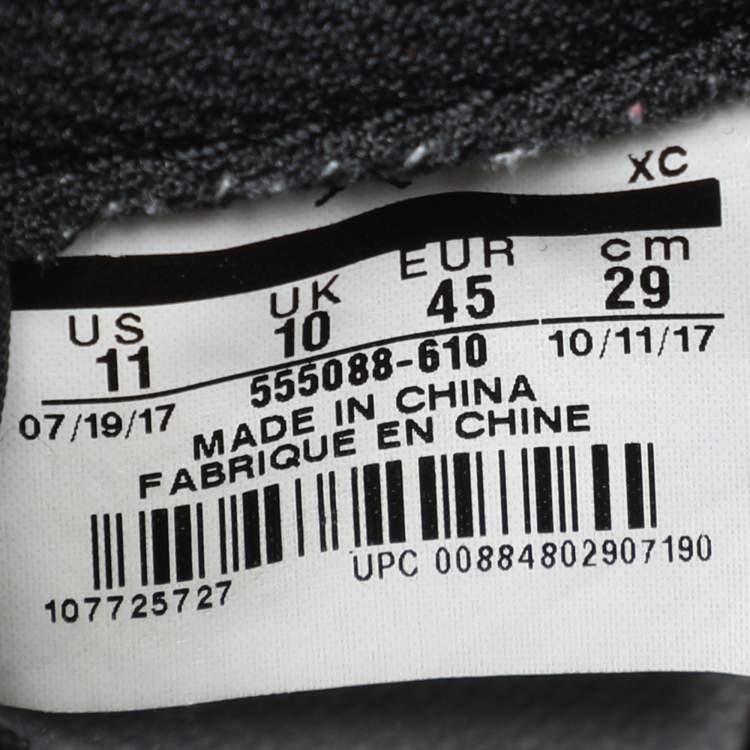 XC
US UK EUR cm
11 10 45 29
07/19/17 555088-610 10/11/17
MADE IN CHINA
FABRIQUE EN CHINE
UPC 00884802907190
107725727